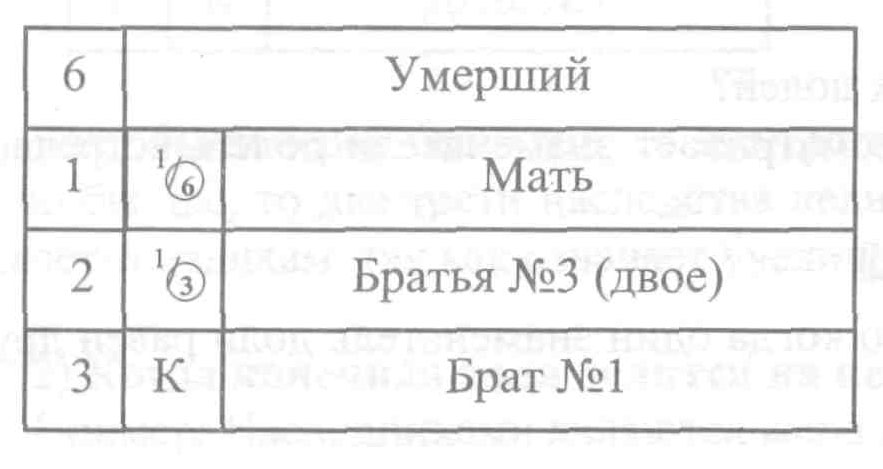 6 Умерший
1 1/6 Мать
2 1/3 Братья №3 (двое)
3 К Брат №1